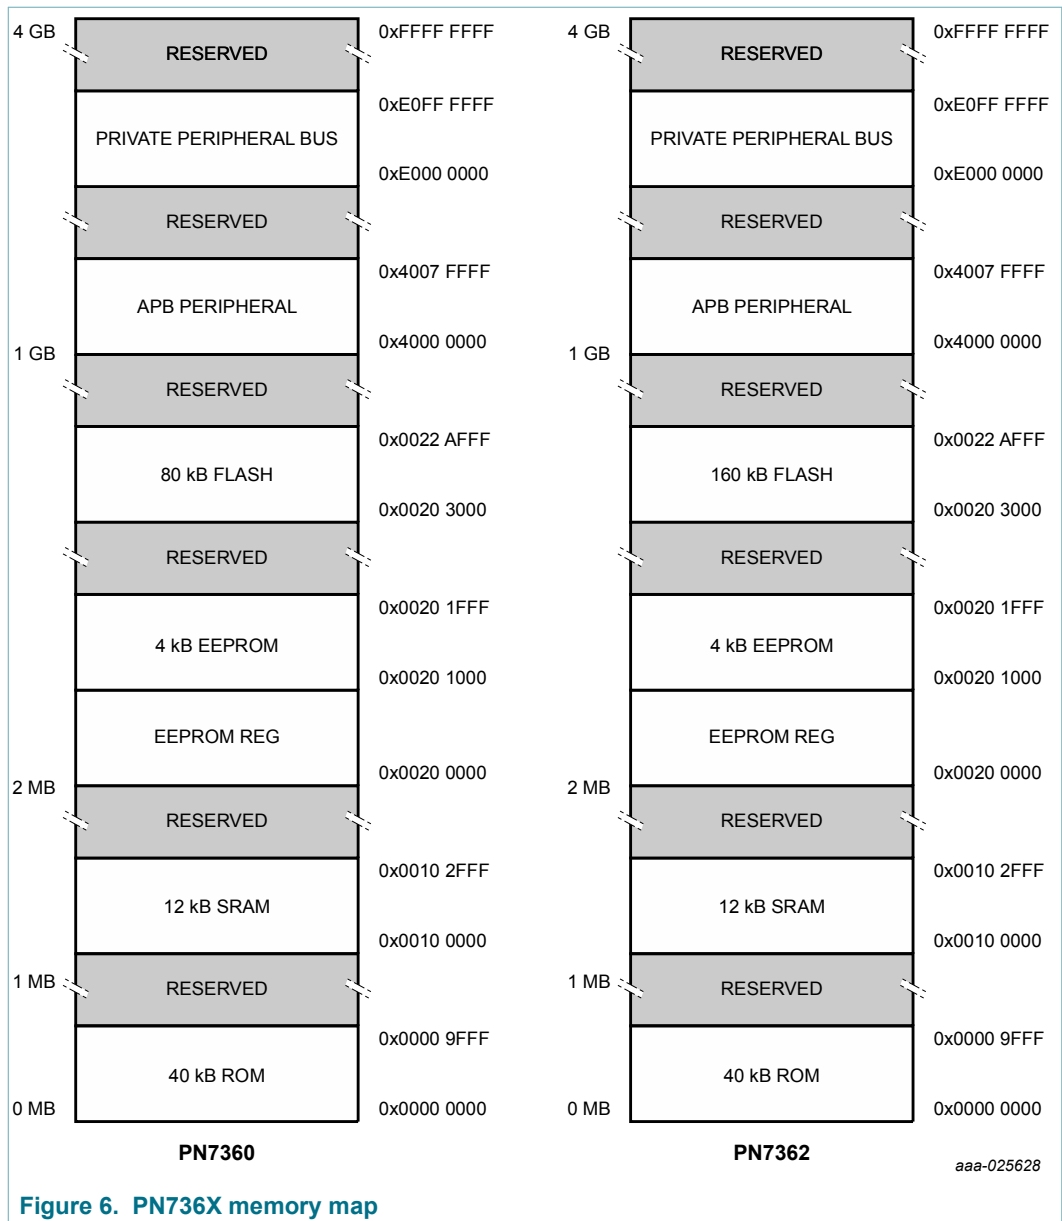 4 GB
RESERVED
0xFFFF FFFF
0xE0FF FFFF
PRIVATE PERIPHERAL BUS
0xE000 0000
RESERVED
0x4007 FFFF
APB PERIPHERAL
0x4000 0000
1 GB
RESERVED
0x0022 AFFF
80 kB FLASH
0x0020 3000
RESERVED
0x0020 1FFF
4 kB EEPROM
0x0020 1000
EEPROM REG
0x0020 0000
2 MB
RESERVED
0x0010 2FFF
12 kB SRAM
0x0010 0000
1 MB
RESERVED
0x0000 9FFF
40 kB ROM
0 MB
0x0000 0000
PN7360
4 GB
RESERVED
0xFFFF FFFF
0xE0FF FFFF
PRIVATE PERIPHERAL BUS
0xE000 0000
RESERVED
0x4007 FFFF
APB PERIPHERAL
0x4000 0000
1 GB
RESERVED
0x0022 AFFF
160 kB FLASH
0x0020 3000
RESERVED
0x0020 1FFF
4 kB EEPROM
0x0020 1000
EEPROM REG
0x0020 0000
2 MB
RESERVED
0x0010 2FFF
12 kB SRAM
0x0010 0000
1 MB
RESERVED
0x0000 9FFF
40 kB ROM
0 MB
0x0000 0000
PN7362
aaa-025628
Figure 6. PN736X memory map